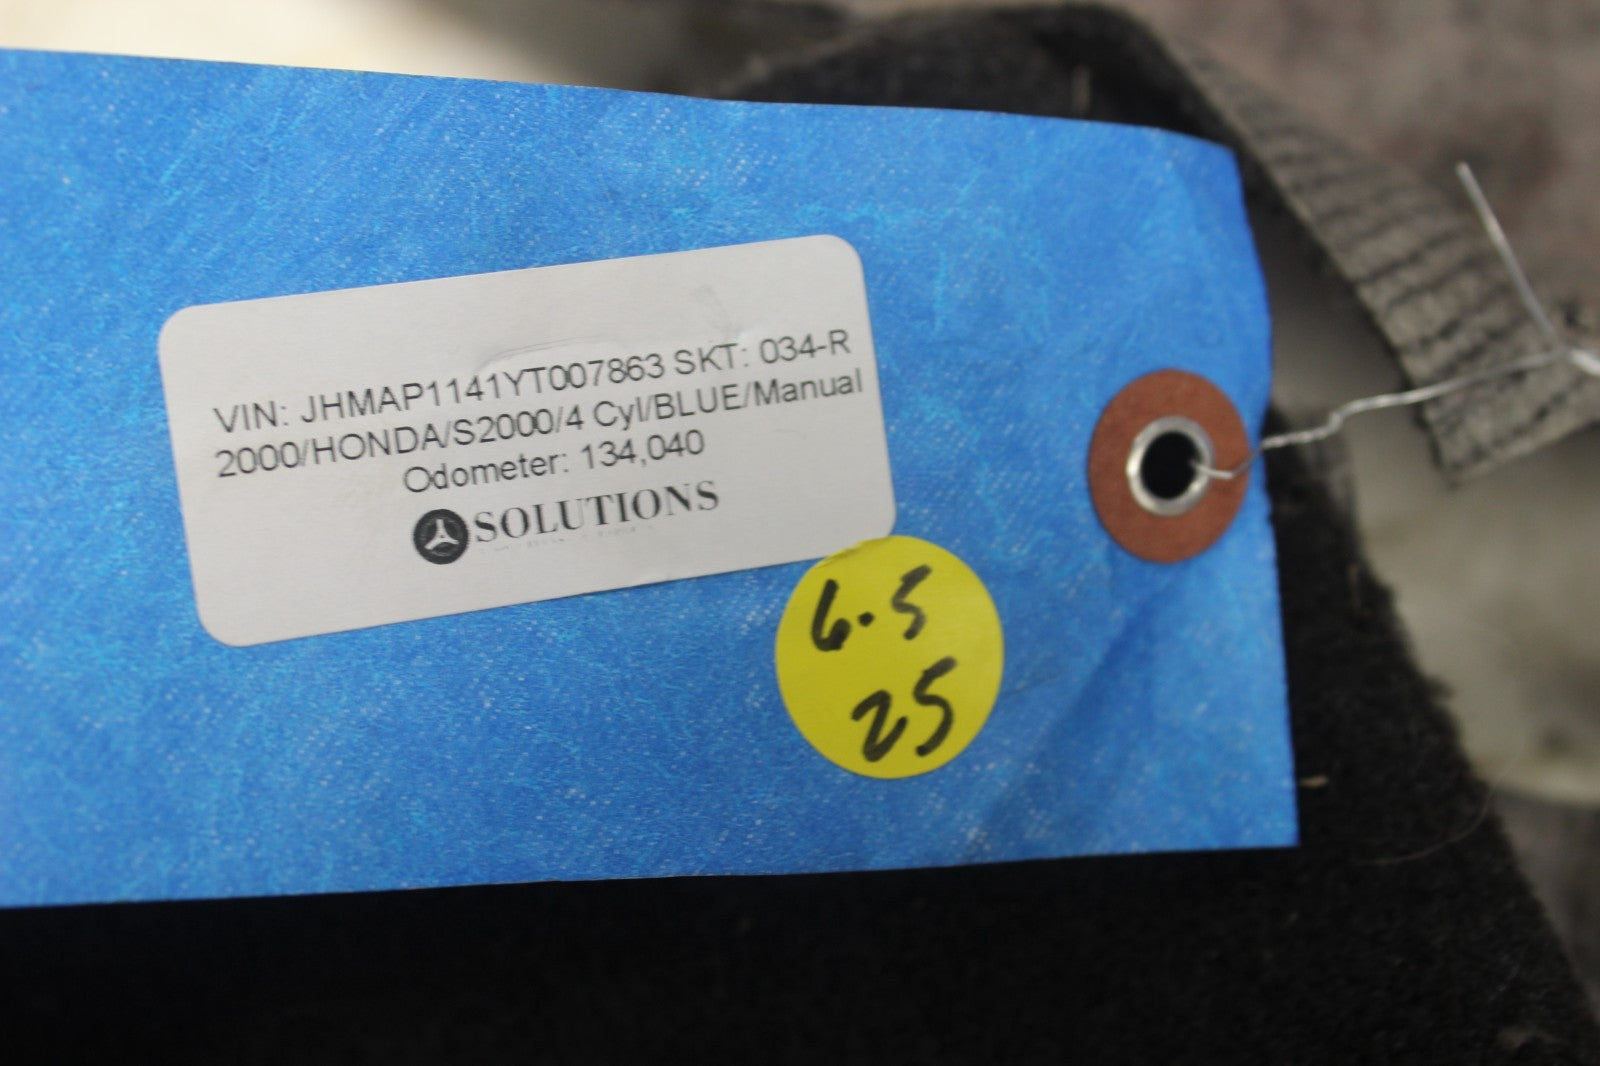 VIN: JHMAP1141YT007863 SKT: 034-R
2000/HONDA/S2000/4 Cyl/BLUE/Manual
Odometer: 134,040
SOLUTIONS
6.5
25